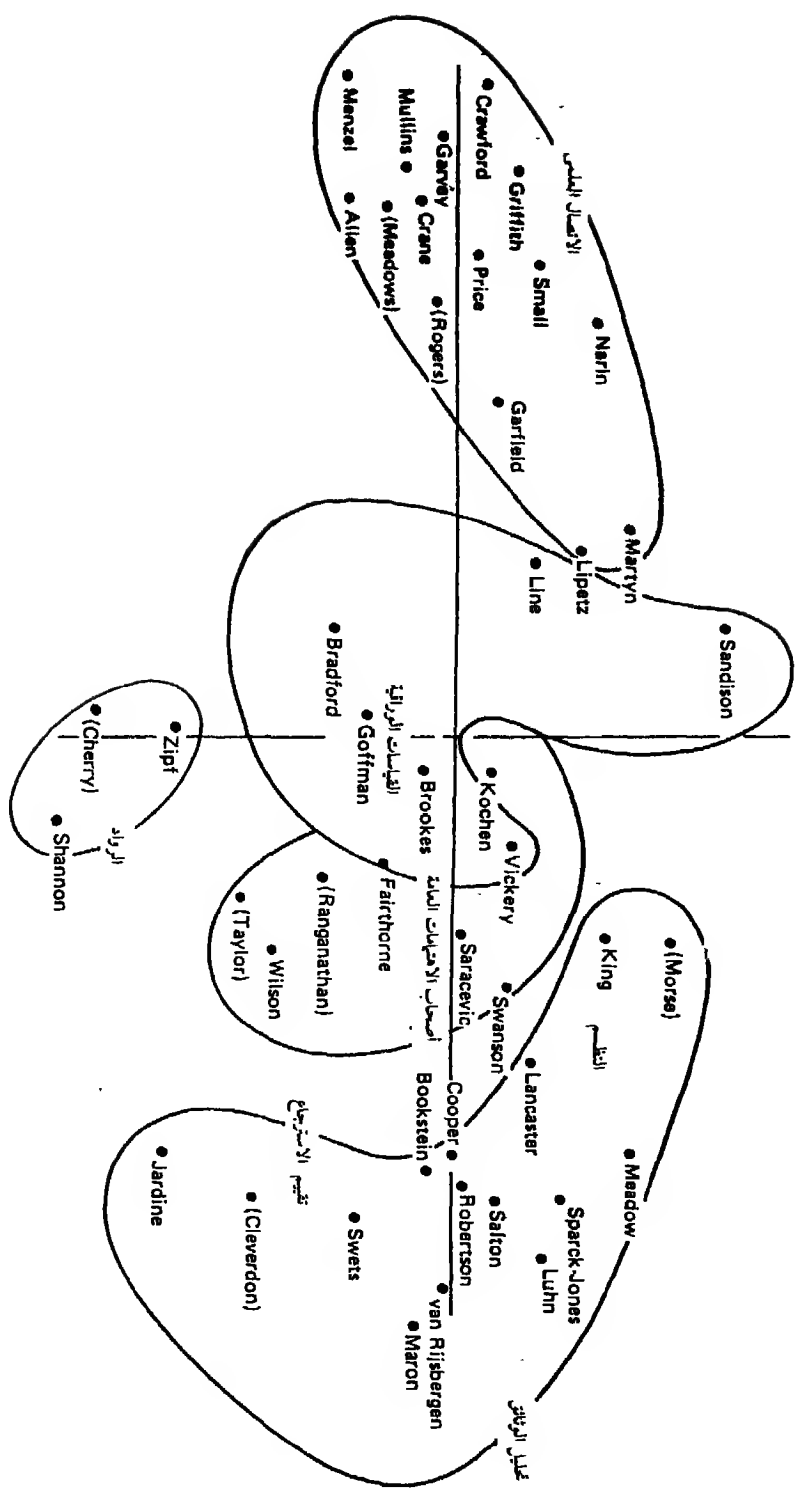 Sandison
Martyn
Lipetz
Line
Narin
Small
Griffith
Crawford
Price
Garfield
Garvey
Mullins
Crane
(Rogers)
(Meadows)
Menzel
Allen
الاتصال العلمى
Bradford
Goffman
Brookes
القياسات الوراقية
Kochen
Vickery
Zipf
(Cherry)
Shannon
الرواد
Fairthorne
(Ranganathan)
(Taylor)
Wilson
Saracevic
Swanson
أصحاب الاهتمامات العامة
(Morse)
King
النظم
Lancaster
Meadow
Cooper
Bookstein
Sparck-Jones
Luhn
Salton
Robertson
van Rijsbergen
Maron
Swets
(Cleverdon)
Jardine
تقييم الاسترجاع
تحليل الوثائق